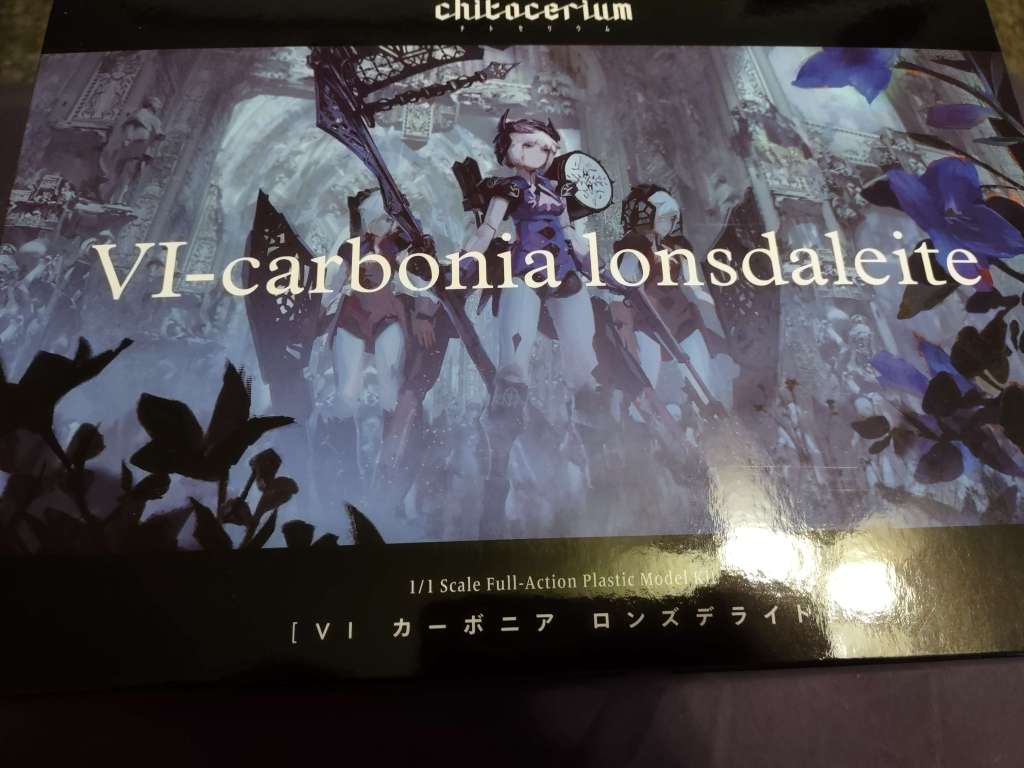 chitocerium
チトセリウム
VI-carbonia lonsdaleite
1/1 Scale Full-Action Plastic Model
[ VI カーボニア ロンズデライト